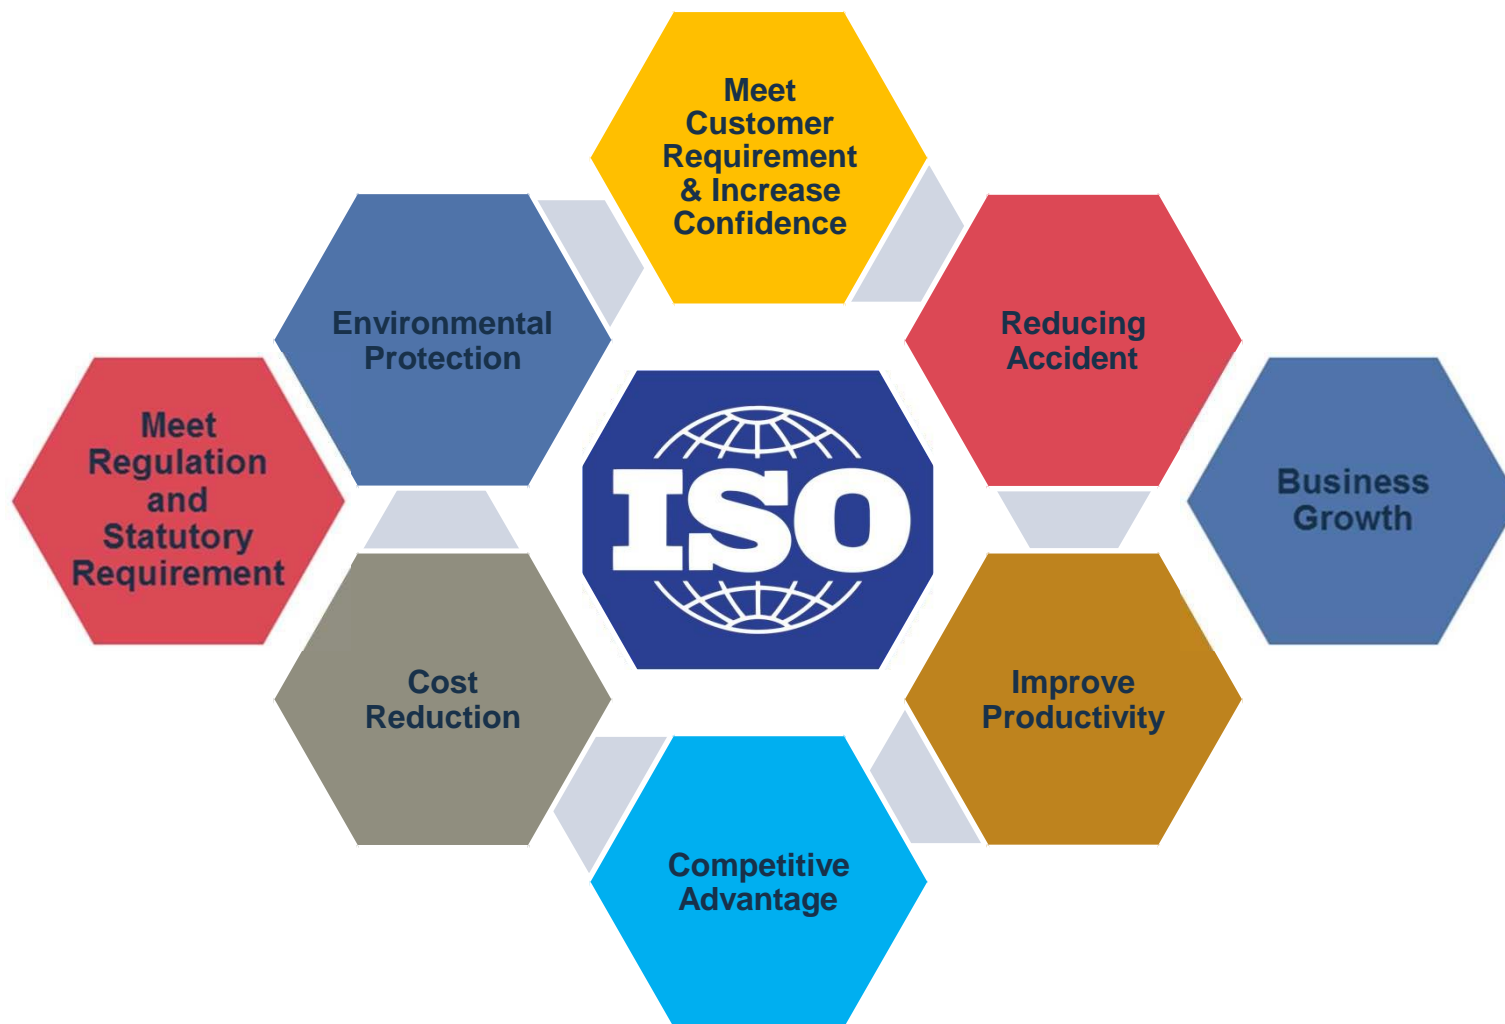 Meet
Customer
Requirement
& Increase
Confidence
Environmental
Protection
Reducing
Accident
Meet
Regulation
and
Statutory
Requirement
ISO
Business
Growth
Cost
Reduction
Improve
Productivity
Competitive
Advantage